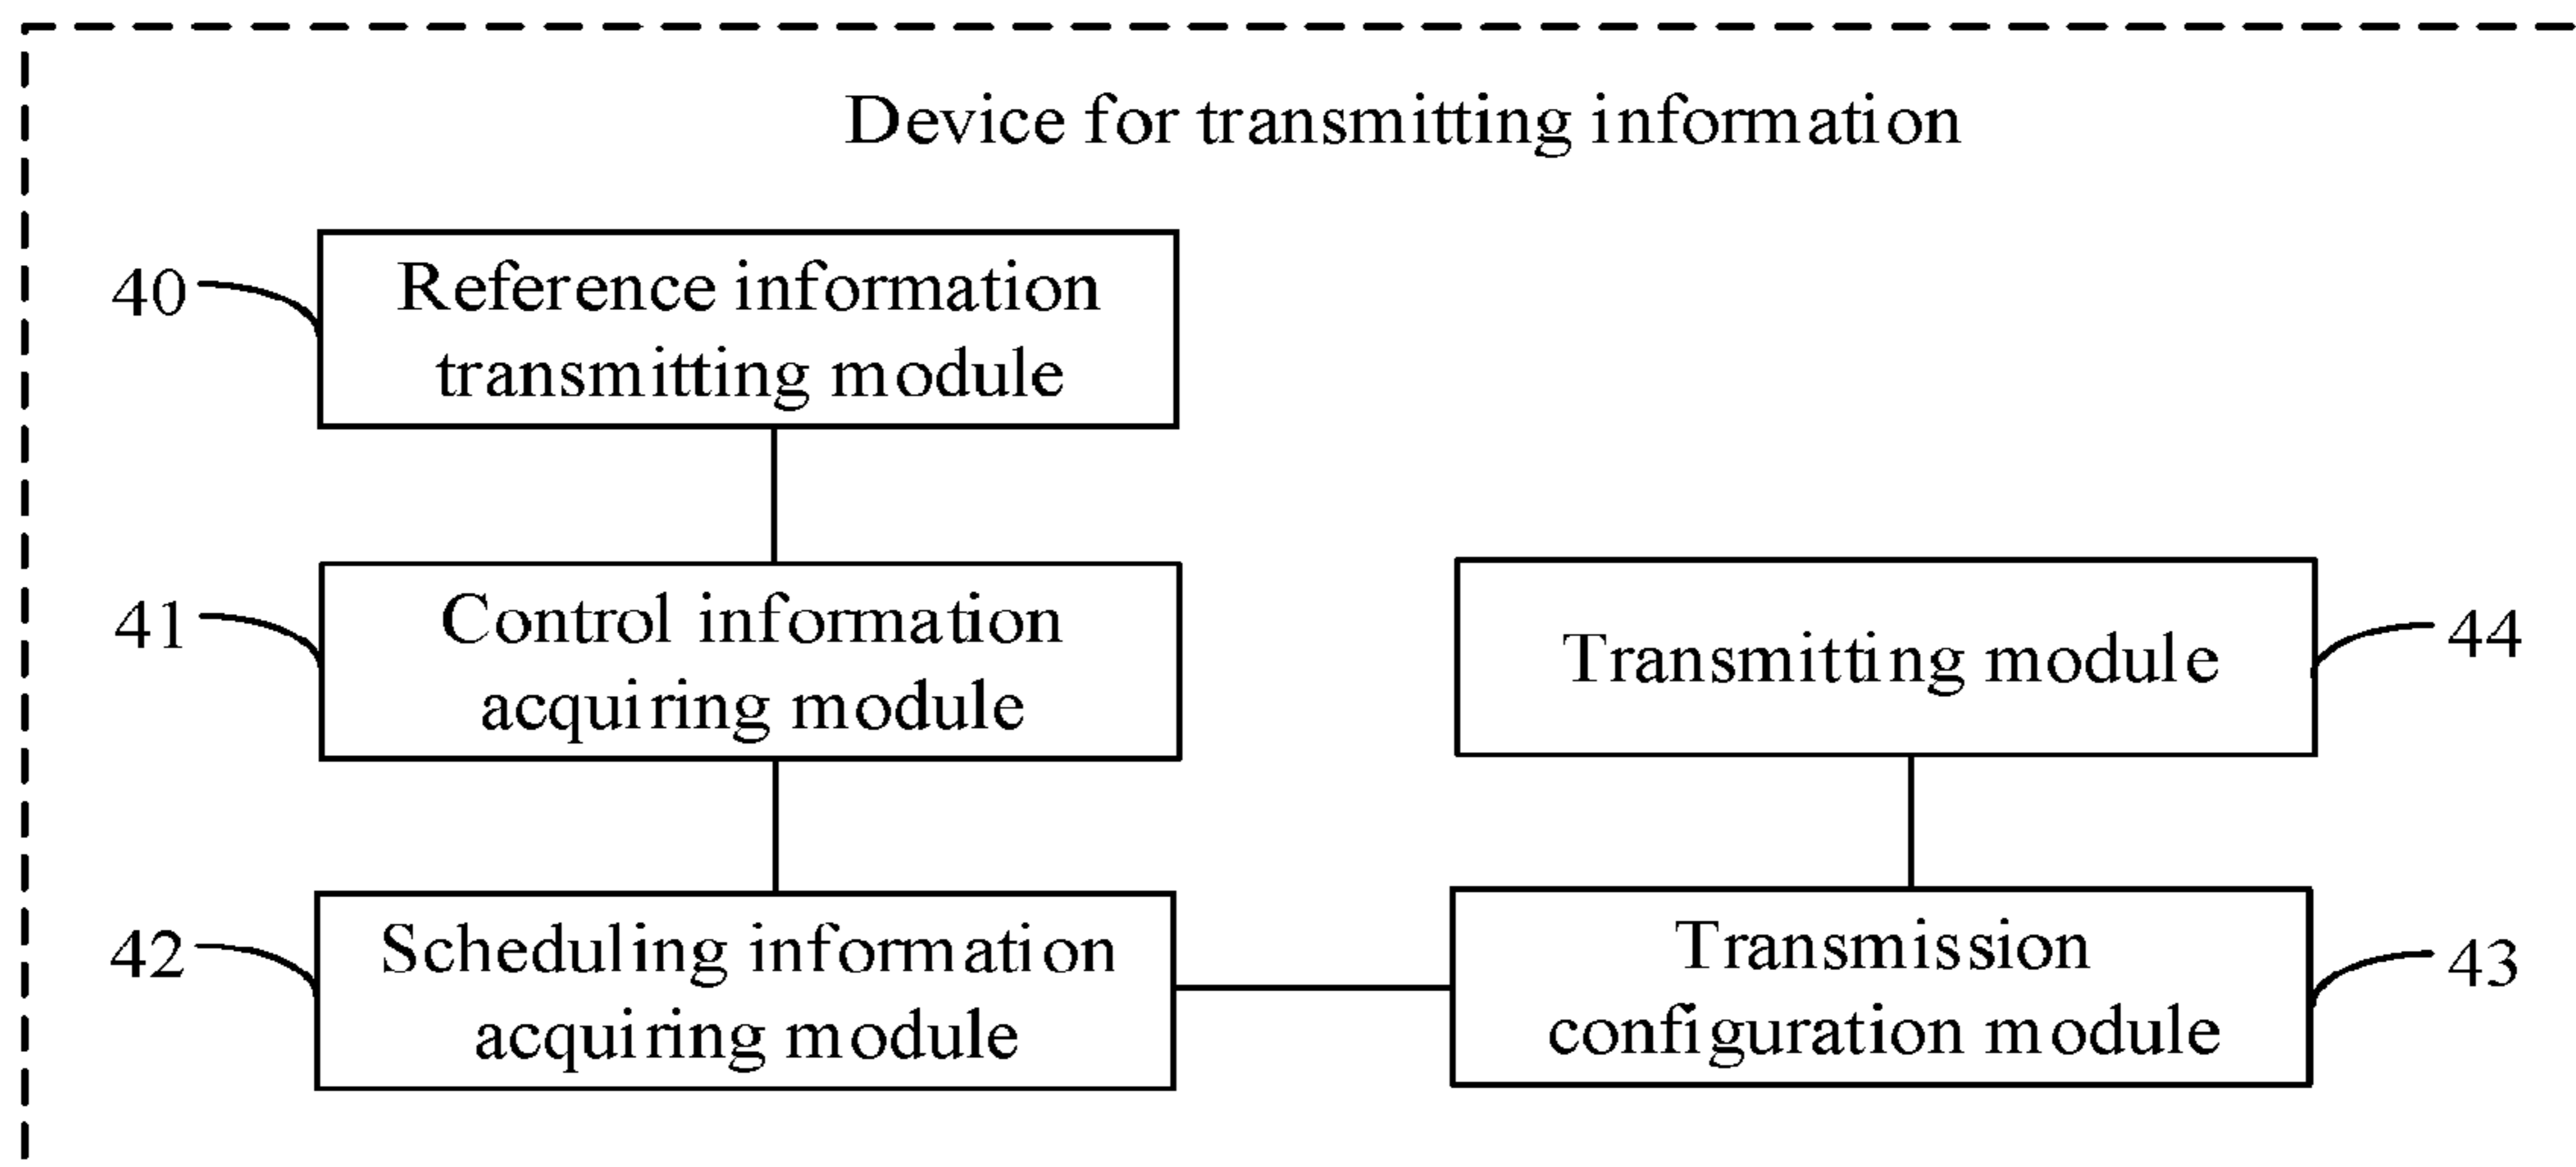 Device for transmitting information
40
Reference information
transmitting module
41
Control information
acquiring module
Transmitting module
44
42
Scheduling information
acquiring module
Transmission
configuration module
43